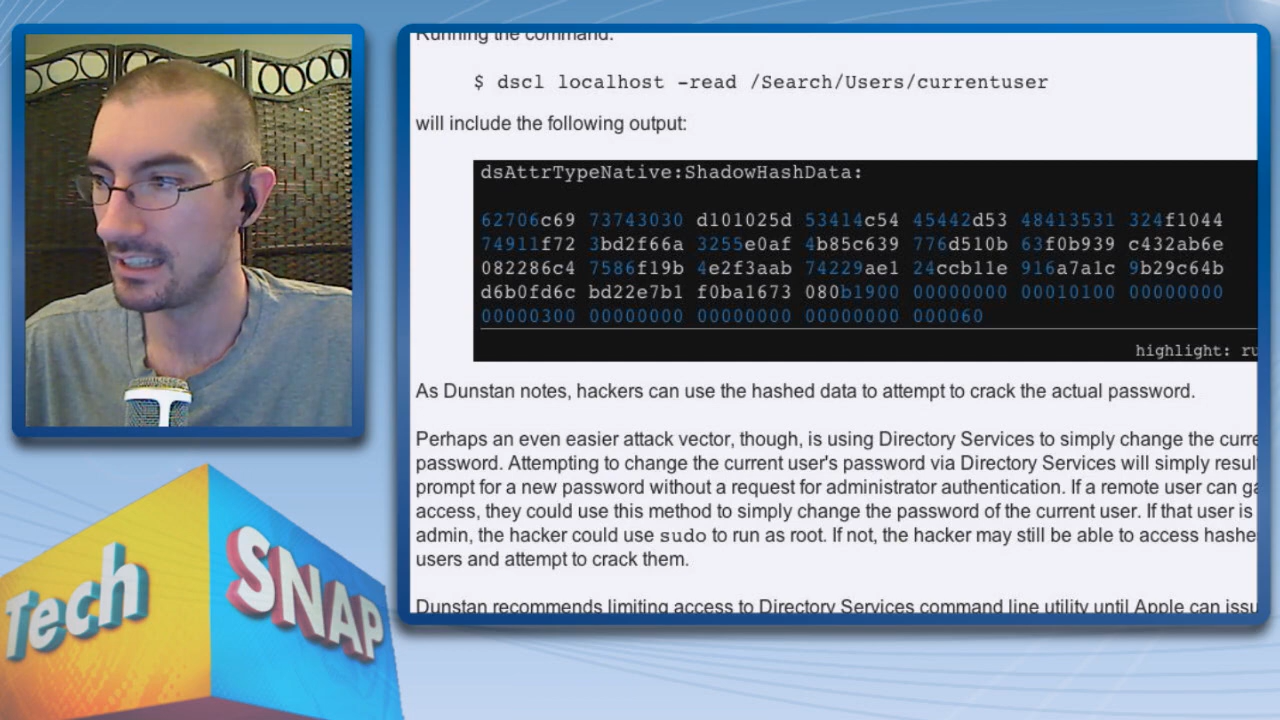 Running the command:
$ dscl localhost -read /Search/Users/currentuser
will include the following output:
dsAttrTypeNative:ShadowHashData:
62706c69 73743030 d101025d 53414c54 45442d53 48413531 324f1044
74911f72 3bd2f66a 3255e0af 4b85c639 776d510b 63f0b939 c432ab6e
082286c4 7586f19b 4e2f3aab 74229ae1 24ccb11e 916a7a1c 9b29c64b
d6b0fd6c bd22e7b1 f0ba1673 080b1900 00000000 00010100 00000000
00000300 00000000 00000000 00000000 000060
highlight: ru
As Dunstan notes, hackers can use the hashed data to attempt to crack the actual password.
Perhaps an even easier attack vector, though, is using Directory Services to simply change the curre
password. Attempting to change the current user's password via Directory Services will simply resul
prompt for a new password without a request for administrator authentication. If a remote user can ga
access, they could use this method to simply change the password of the current user. If that user is
admin, the hacker could use sudo to run as root. If not, the hacker may still be able to access hashe
users and attempt to crack them.
Dunstan recommends limiting access to Directory Services command line utility until Apple can issu
Tech
SNAP